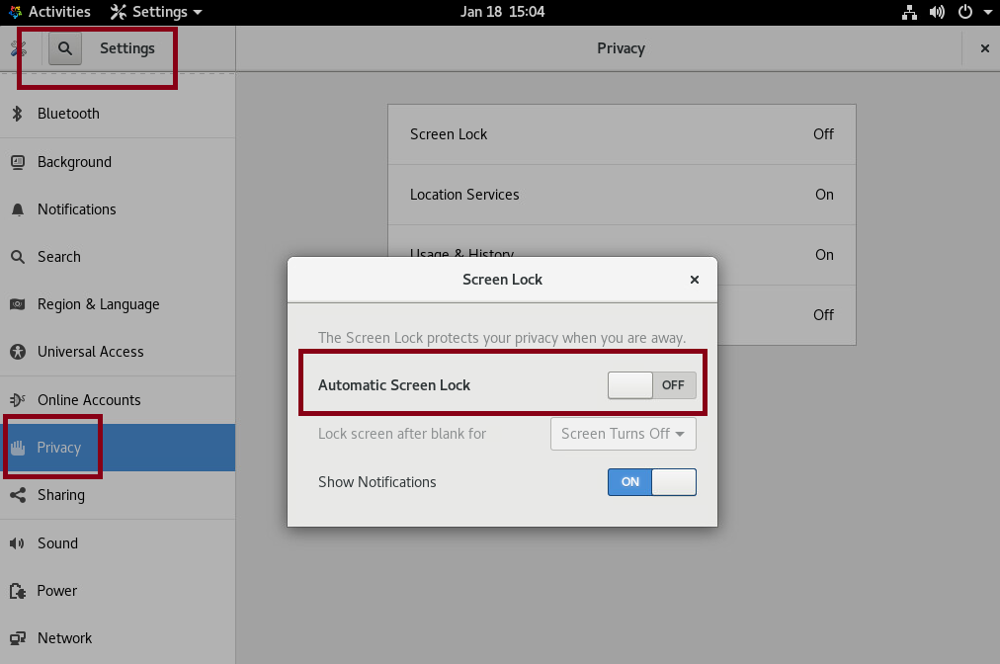 Activities Settings Jan 18 15:04
Settings Privacy
Bluetooth
Background
Notifications
Search
Region & Language
Universal Access
Online Accounts
Privacy
Sharing
Sound
Power
Network
Screen Lock Off
Location Services On
Usage & History On
Off
Screen Lock
The Screen Lock protects your privacy when you are away.
Automatic Screen Lock OFF
Lock screen after blank for Screen Turns Off
Show Notifications ON